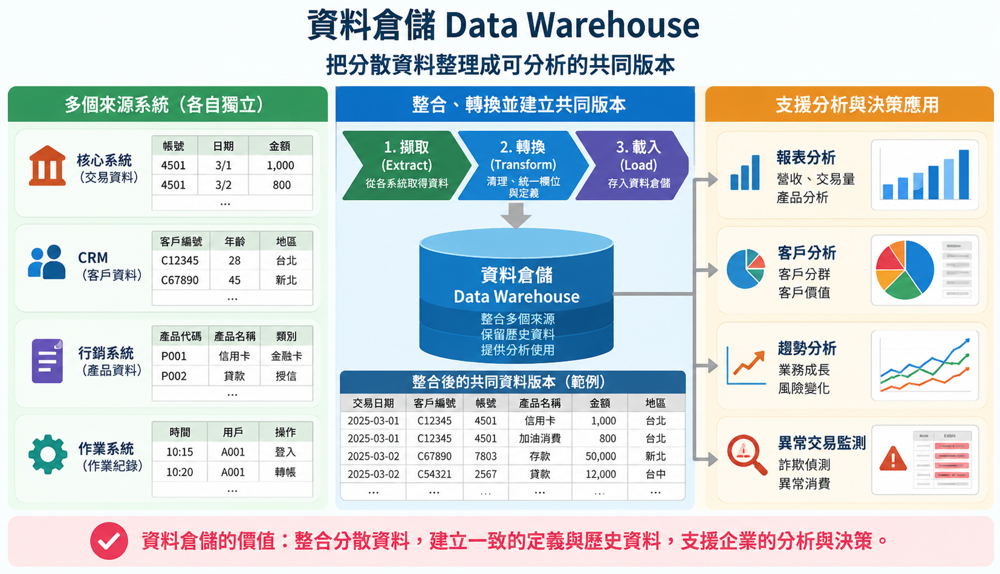 資料倉儲 Data Warehouse
把分散資料整理成可分析的共同版本
多個來源系統（各自獨立）
核心系統
（交易資料）
帳號 日期 金額
4501 3/1 1,000
4501 3/2 800
...
CRM
（客戶資料）
客戶編號 年齡 地區
C12345 28 台北
C67890 45 新北
...
行銷系統
（產品資料）
產品代碼 產品名稱 類別
P001 信用卡 金融卡
P002 貸款 授信
...
作業系統
（作業紀錄）
時間 用戶 操作
10:15 A001 登入
10:20 A001 轉帳
...
整合、轉換並建立共同版本
1. 擷取
(Extract)
從各系統取得資料
2. 轉換
(Transform)
清理、統一欄位
與定義
3. 載入
(Load)
存入資料倉儲
資料倉儲
Data Warehouse
整合多個來源
保留歷史資料
提供分析使用
整合後的共同資料版本（範例）
交易日期 客戶編號 帳號 產品名稱 金額 地區
2025-03-01 C12345 4501 信用卡 1,000 台北
2025-03-01 C12345 4501 加油消費 800 台北
2025-03-02 C67890 7803 存款 50,000 新北
2025-03-02 C54321 2567 貸款 12,000 台中
... ... ... ... ... ...
支援分析與決策應用
報表分析
營收、交易量
產品分析
客戶分析
客戶分群
客戶價值
趨勢分析
業務成長
風險變化
異常交易監測
詐欺偵測
異常消費
資料倉儲的價值：整合分散資料，建立一致的定義與歷史資料，支援企業的分析與決策。